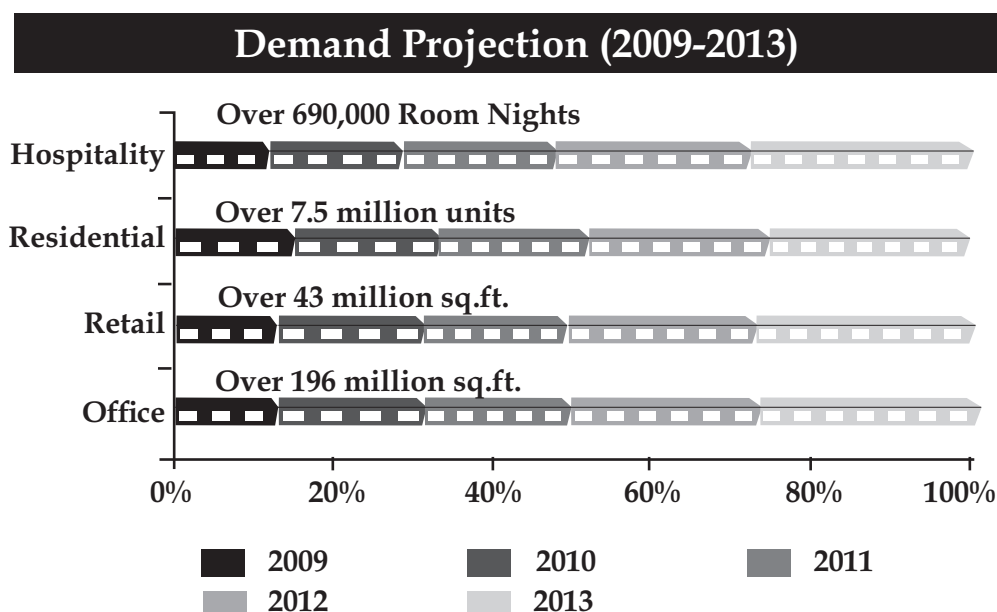 Demand Projection (2009-2013)
Over 690,000 Room Nights
Hospitality
Over 7.5 million units
Residential
Over 43 million sq.ft.
Retail
Over 196 million sq.ft.
Office
0% 20% 40% 60% 80% 100%
2009 2010 2011
2012 2013